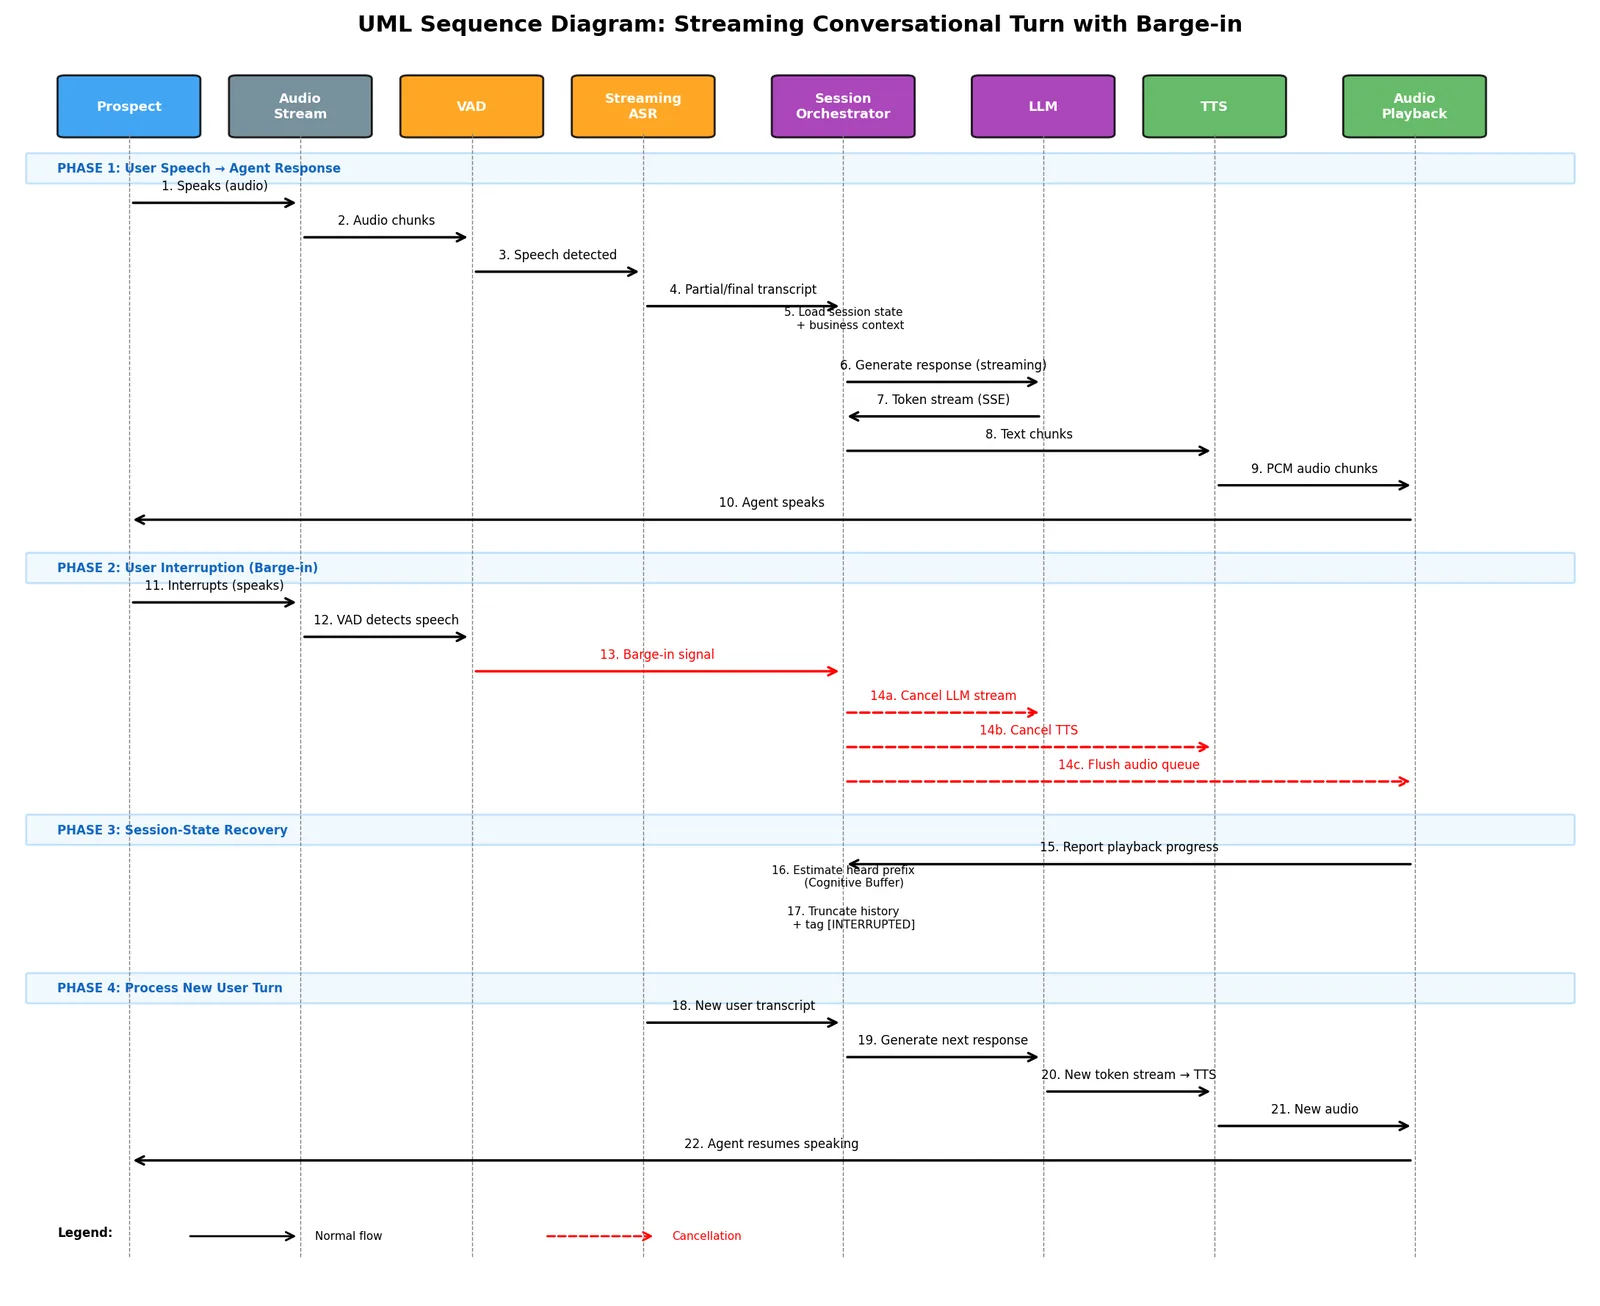 UML Sequence Diagram: Streaming Conversational Turn with Barge-in
Prospect
Audio
Stream
VAD
Streaming
ASR
Session
Orchestrator
LLM
TTS
Audio
Playback
PHASE 1: User Speech → Agent Response
1. Speaks (audio)
2. Audio chunks
3. Speech detected
4. Partial/final transcript
5. Load session state
+ business context
6. Generate response (streaming)
7. Token stream (SSE)
8. Text chunks
9. PCM audio chunks
10. Agent speaks
PHASE 2: User Interruption (Barge-in)
11. Interrupts (speaks)
12. VAD detects speech
13. Barge-in signal
14a. Cancel LLM stream
14b. Cancel TTS
14c. Flush audio queue
PHASE 3: Session-State Recovery
15. Report playback progress
16. Estimate heard prefix
(Cognitive Buffer)
17. Truncate history
+ tag [INTERRUPTED]
PHASE 4: Process New User Turn
18. New user transcript
19. Generate next response
20. New token stream → TTS
21. New audio
22. Agent resumes speaking
Legend:
Normal flow
Cancellation